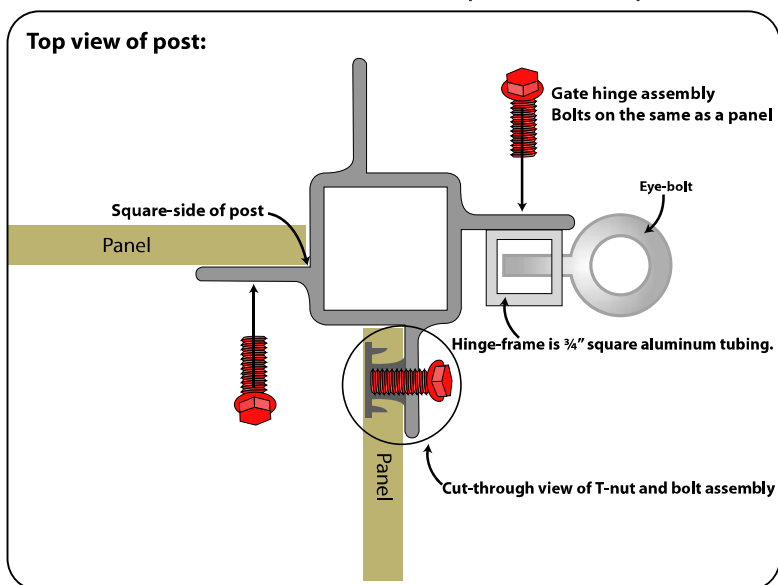 Top view of post:
Gate hinge assembly
Bolts on the same as a panel
Eye-bolt
Square-side of post
Panel
Hinge-frame is ¾” square aluminum tubing.
Panel
Cut-through view of T-nut and bolt assembly